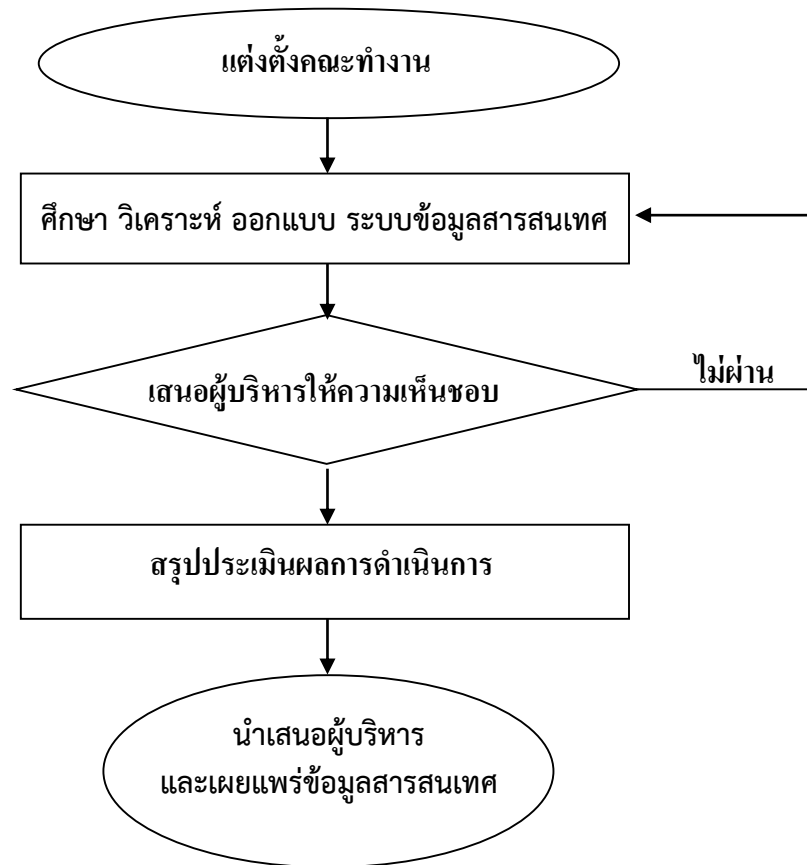 แต่งตั้งคณะทำงาน
ศึกษา วิเคราะห์ ออกแบบ ระบบข้อมูลสารสนเทศ
ไม่ผ่าน
เสนอผู้บริหารให้ความเห็นชอบ
สรุปประเมินผลการดำเนินการ
นำเสนอผู้บริหาร
และเผยแพร่ข้อมูลสารสนเทศ